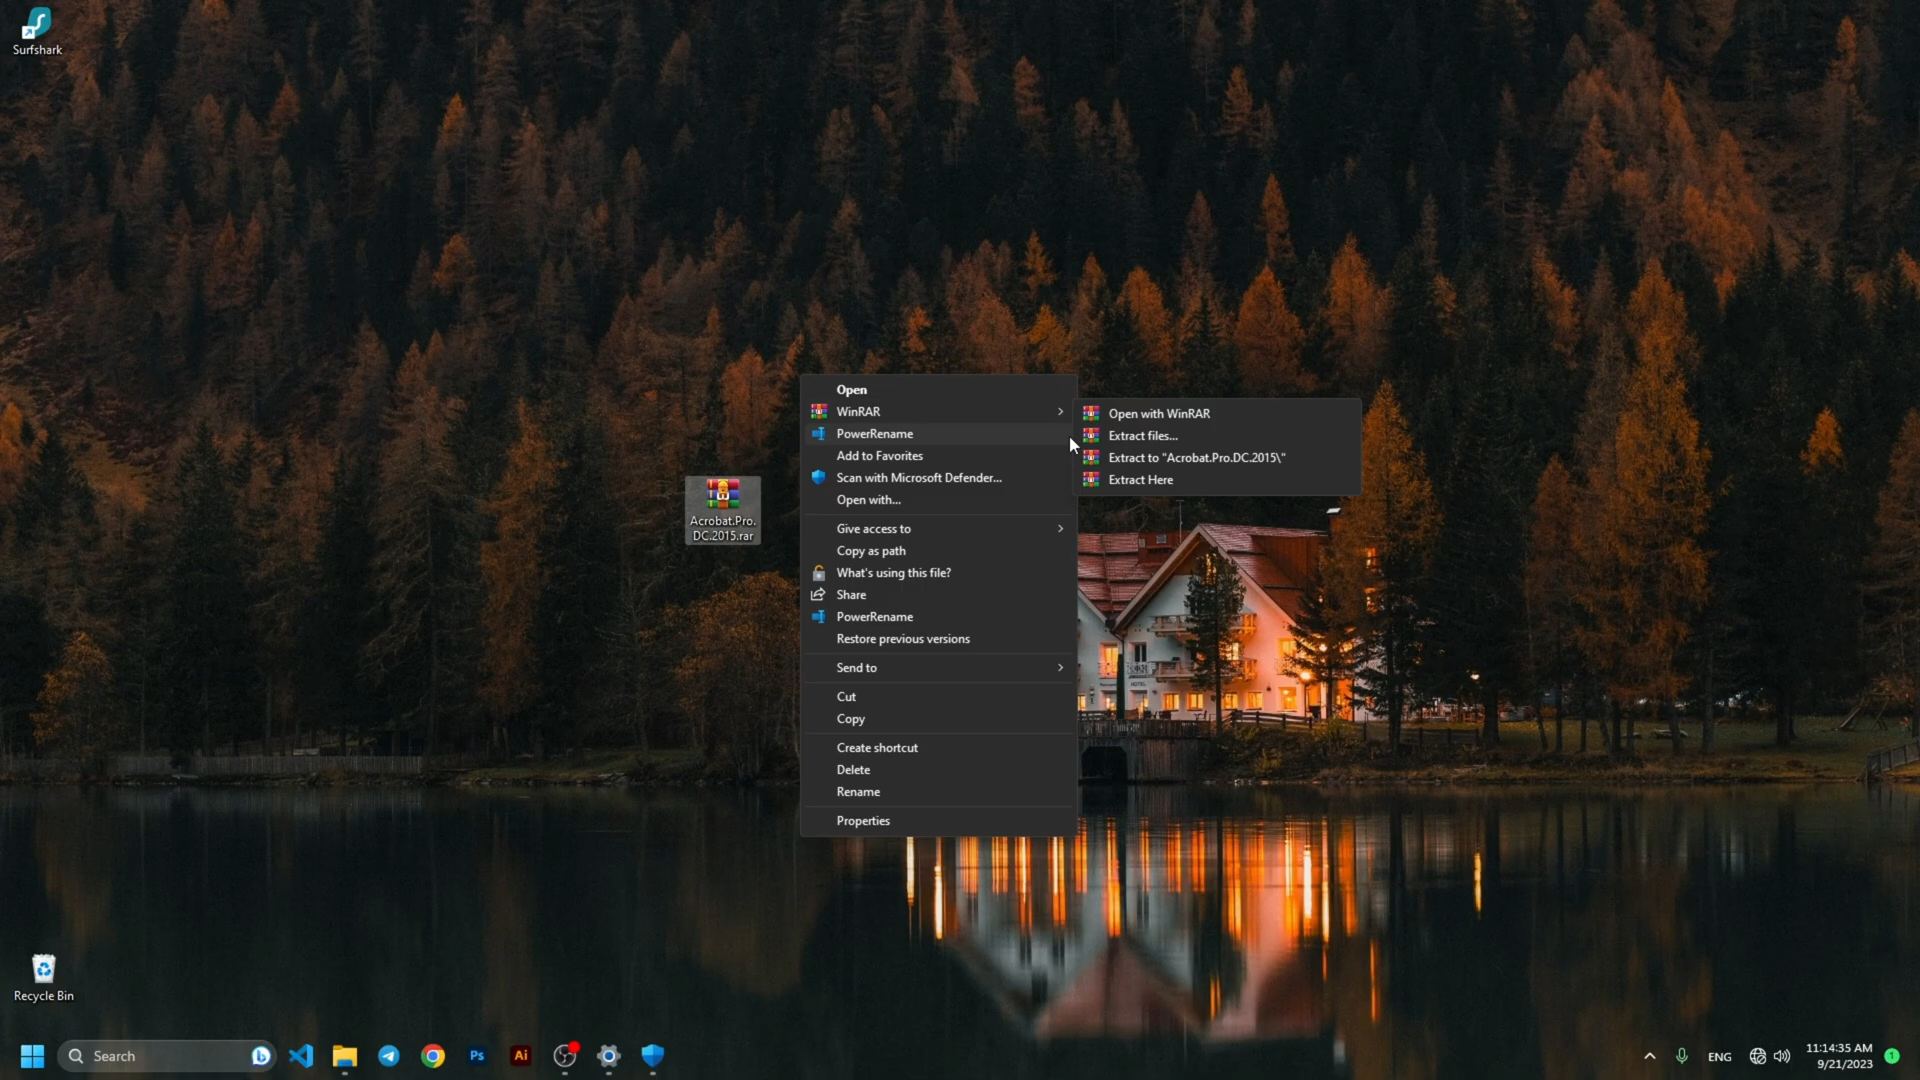 Surfshark
Acrobat.Pro.
DC.2015.rar
Open
WinRAR
PowerRename
Add to Favorites
Scan with Microsoft Defender...
Open with...
Give access to
Copy as path
What's using this file?
Share
PowerRename
Restore previous versions
Send to
Cut
Copy
Create shortcut
Delete
Rename
Properties
Open with WinRAR
Extract files...
Extract to "Acrobat.Pro.DC.2015\"
Extract Here
HOTEL
Recycle Bin
Search
Ps
Ai
ENG
11:14:35 AM
9/21/2023
1